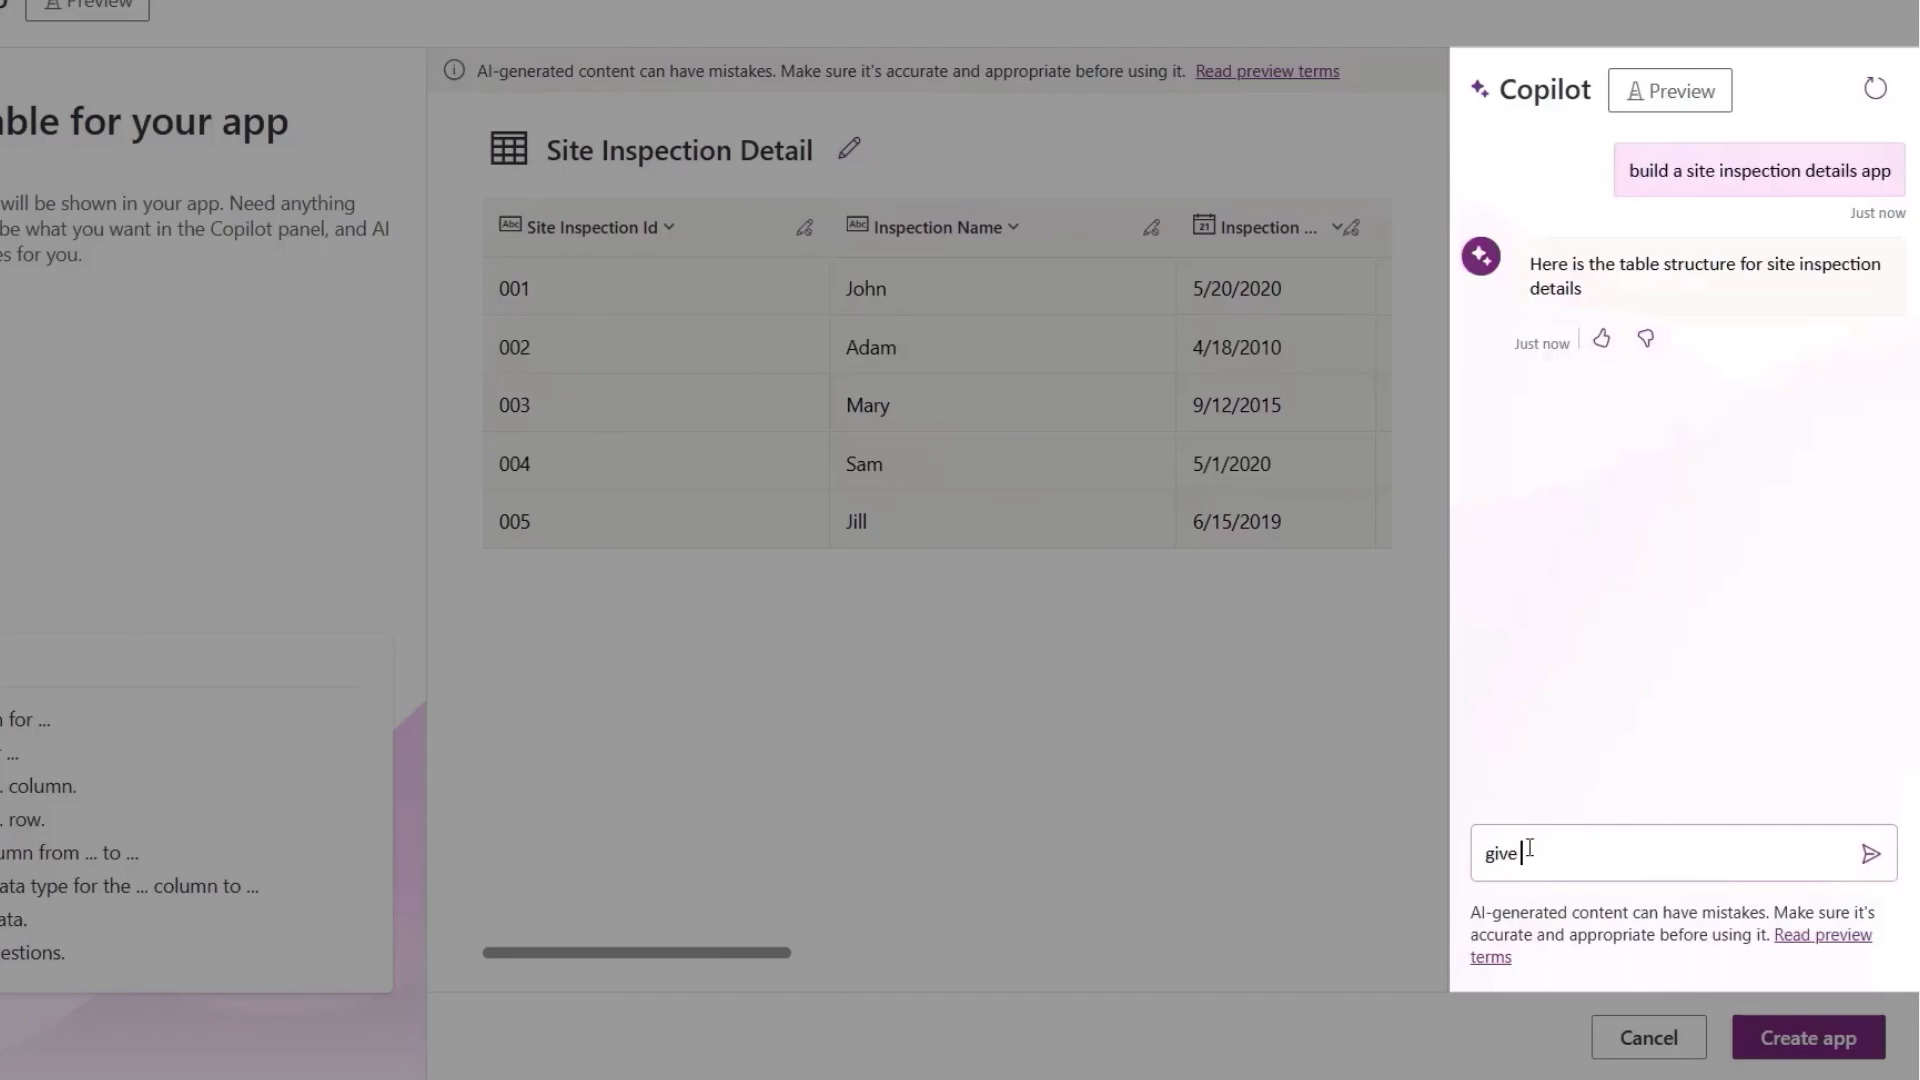 Preview
AI-generated content can have mistakes. Make sure it's accurate and appropriate before using it. Read preview terms
ble for your app
will be shown in your app. Need anything
be what you want in the Copilot panel, and AI
es for you.
for ...
...
. column.
. row.
umn from ... to ...
ata type for the ... column to ...
ata.
estions.
Site Inspection Detail
Abc Site Inspection Id
Abc Inspection Name
21 Inspection ...
001 John 5/20/2020
002 Adam 4/18/2010
003 Mary 9/12/2015
004 Sam 5/1/2020
005 Jill 6/15/2019
Copilot
Preview
build a site inspection details app
Just now
Here is the table structure for site inspection
details
Just now
give
AI-generated content can have mistakes. Make sure it's
accurate and appropriate before using it. Read preview
terms
Cancel
Create app